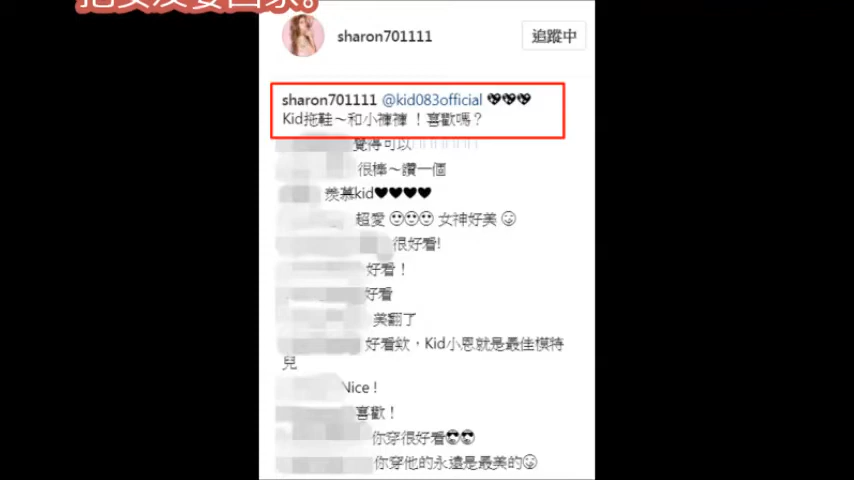 sharon701111
追蹤中
sharon701111 @kid083official 💖💖💖
Kid拖鞋～和小褲褲 ! 喜歡嗎 ?
覺得可以
很棒～讚一個
羨慕kid♥♥♥♥
超愛 😍😍😍 女神好美 😘
很好看!
好看 !
好看
美翻了
好看欸，Kid小恩就是最佳模特
兒
Nice !
喜歡 !
你穿很好看😎😎
你穿他的永遠是最美的😜